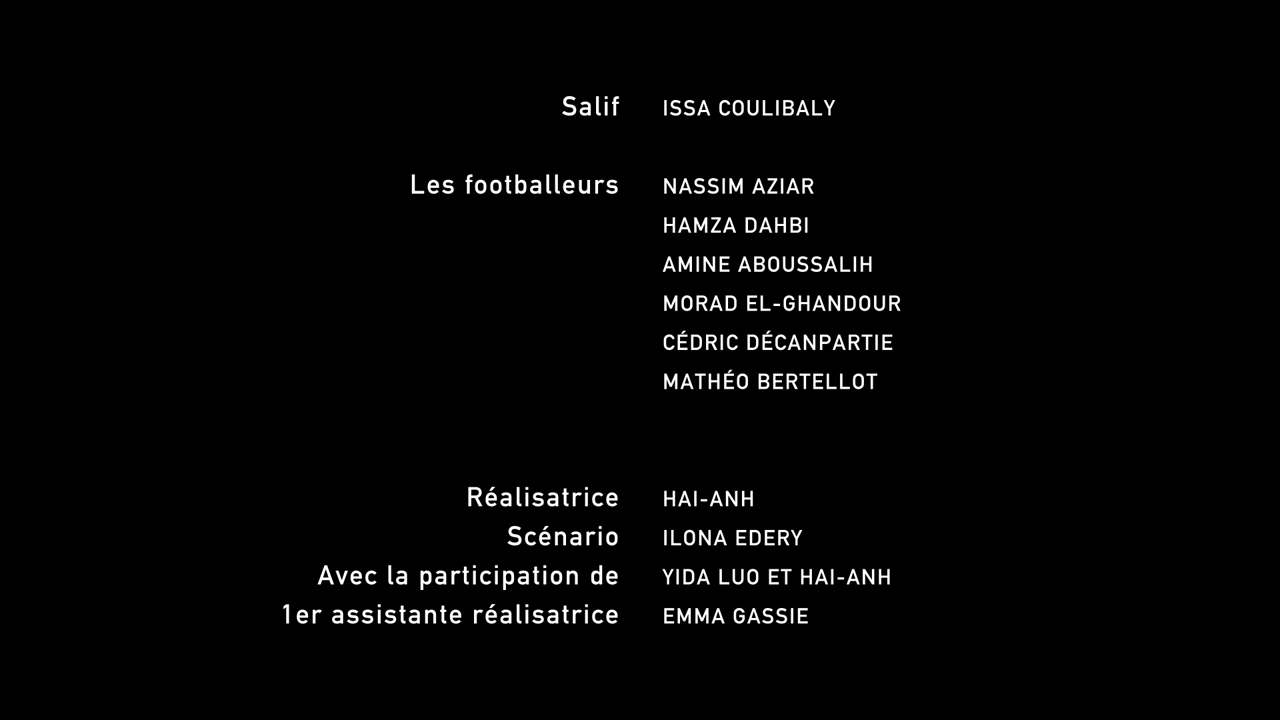 Salif ISSA COULIBALY
Les footballeurs NASSIM AZIAR
HAMZA DAHBI
AMINE ABOUSSALIH
MORAD EL-GHANDOUR
CÉDRIC DÉCANPARTIE
MATHÉO BERTELLOT
Réalisatrice HAI-ANH
Scénario ILONA EDERY
Avec la participation de YIDA LUO ET HAI-ANH
1er assistante réalisatrice EMMA GASSIE